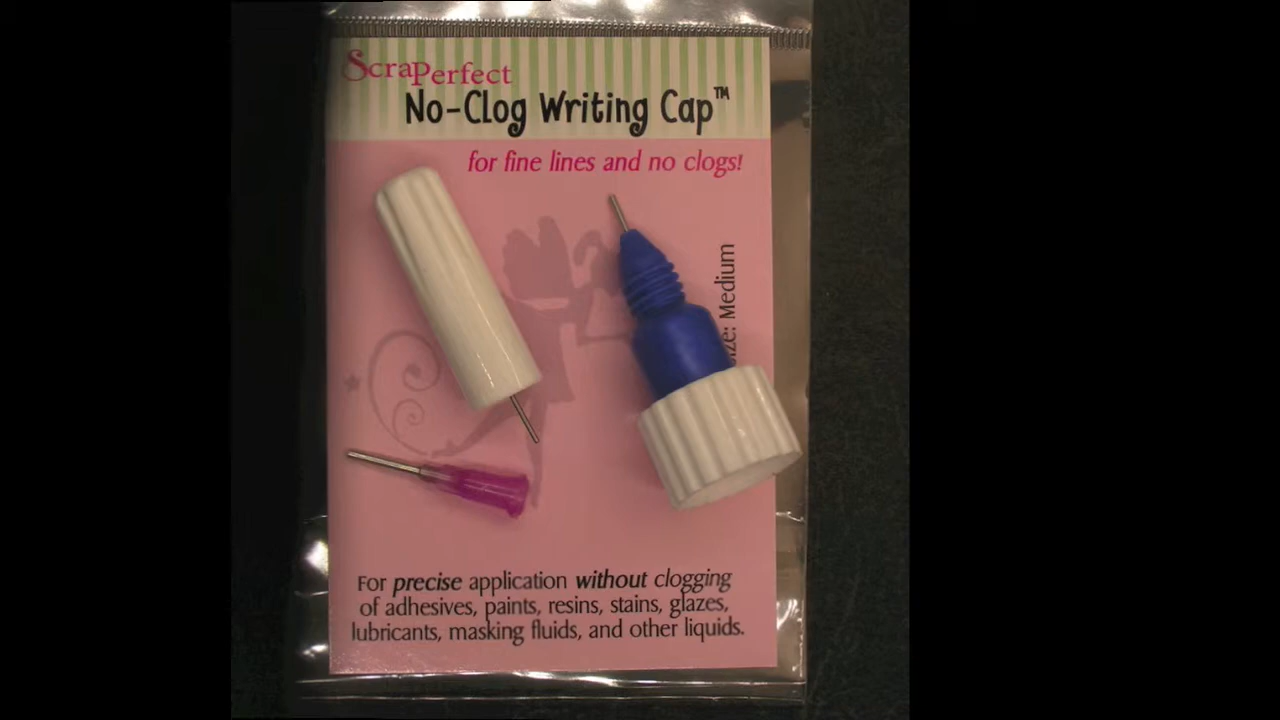 ScraPerfect
No-Clog Writing Cap™
for fine lines and no clogs!
Size: Medium
For precise application without clogging
of adhesives, paints, resins, stains, glazes,
lubricants, masking fluids, and other liquids.